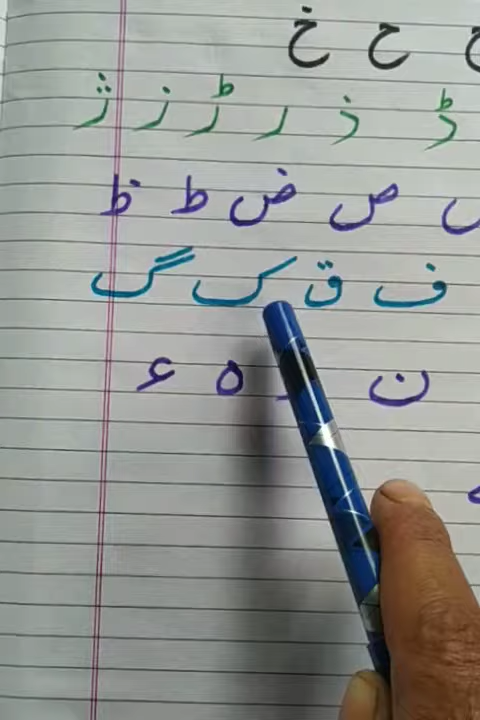 ح خ
ڈ ذ ر ڑ ز ژ
ص ض ط ظ
ف ق ک گ
ن ہ ء